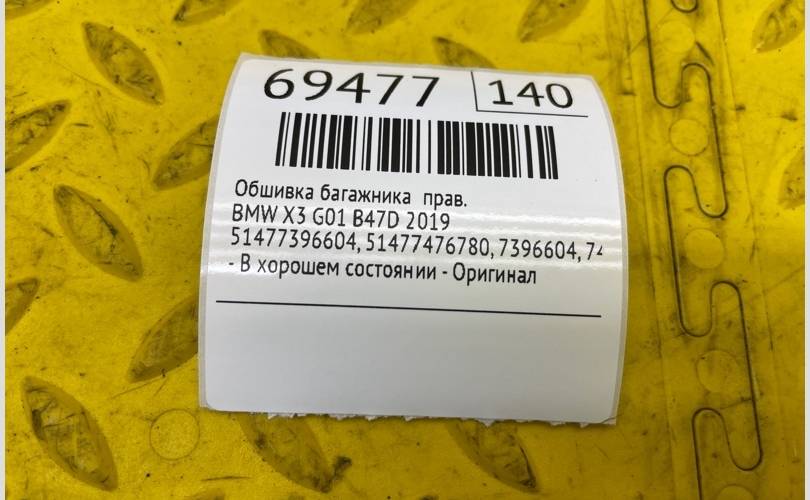 69477 140
Обшивка багажника прав.
BMW X3 G01 B47D 2019
51477396604, 51477476780, 7396604, 74
- В хорошем состоянии - Оригинал